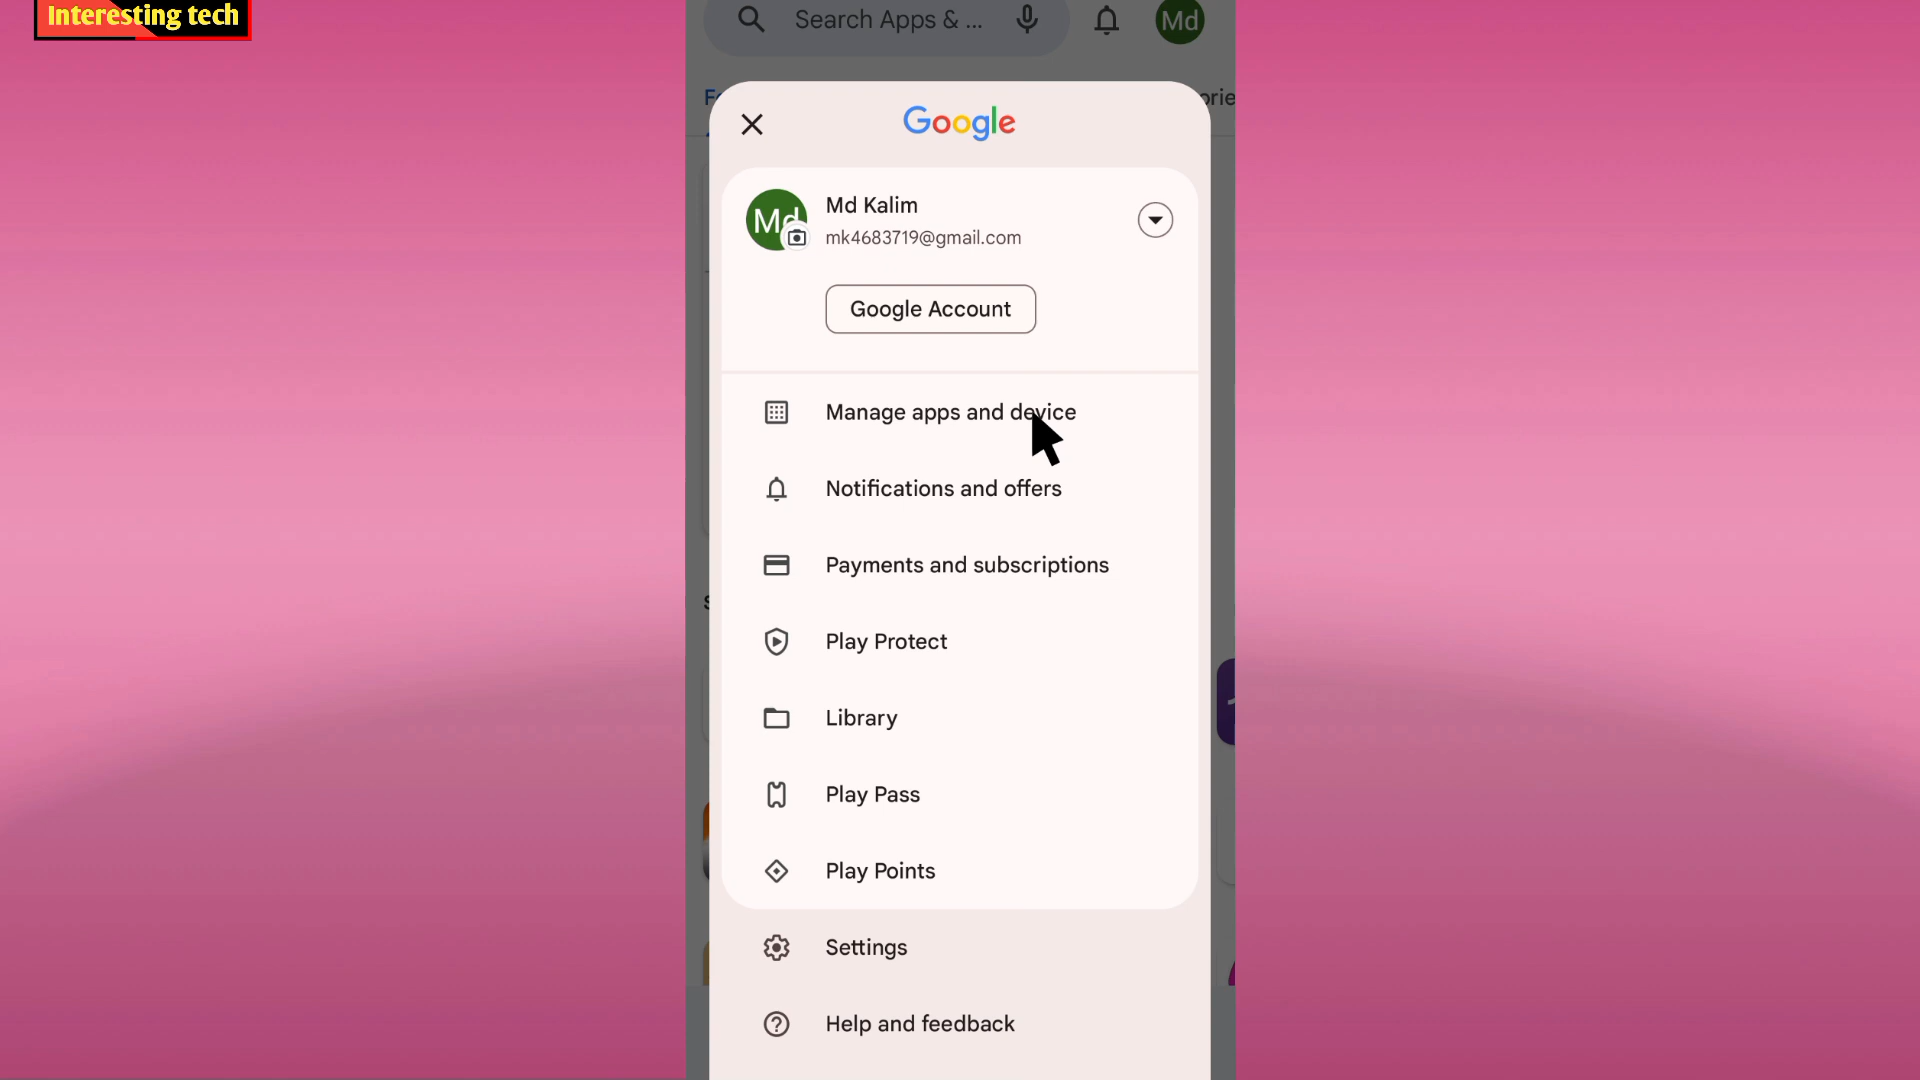 Interesting tech
Search Apps & ...
Md
Google
Md
Md Kalim
mk4683719@gmail.com
Google Account
Manage apps and device
Notifications and offers
Payments and subscriptions
Play Protect
Library
Play Pass
Play Points
Settings
Help and feedback